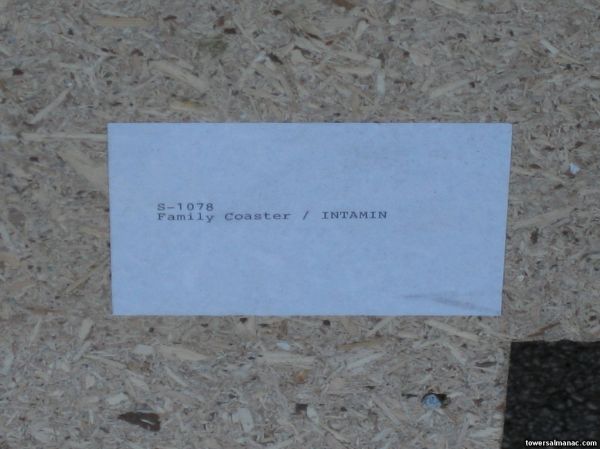 S-1078
Family Coaster / INTAMIN
towersalmanac.com